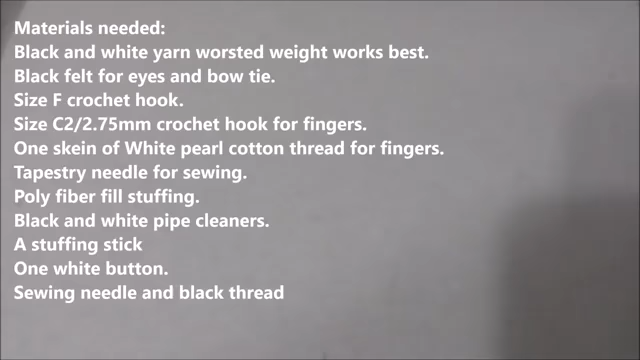 Materials needed:
Black and white yarn worsted weight works best.
Black felt for eyes and bow tie.
Size F crochet hook.
Size C2/2.75mm crochet hook for fingers.
One skein of White pearl cotton thread for fingers.
Tapestry needle for sewing.
Poly fiber fill stuffing.
Black and white pipe cleaners.
A stuffing stick
One white button.
Sewing needle and black thread